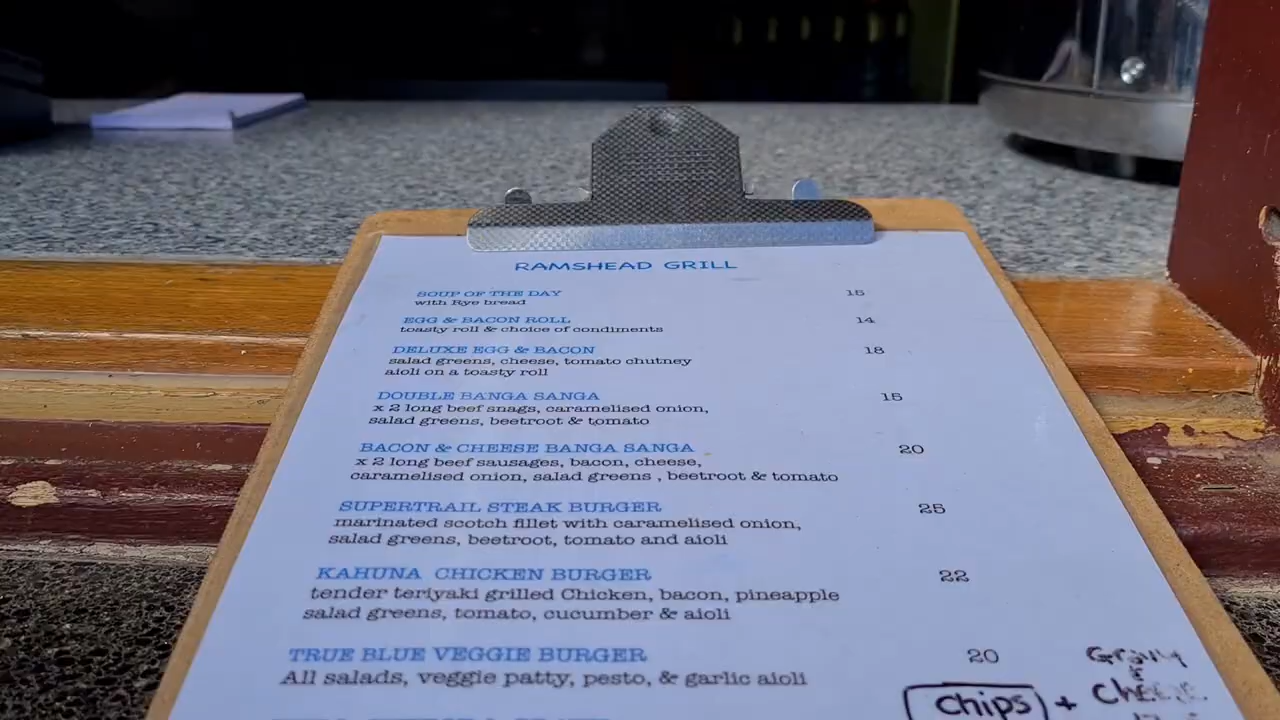 RAMSHEAD GRILL
SOUP OF THE DAY 15
with Rye bread
EGG & BACON ROLL 14
toasty roll & choice of condiments
DELUXE EGG & BACON 18
salad greens, cheese, tomato chutney
aioli on a toasty roll
DOUBLE BANGA SANGA 15
x 2 long beef snags, caramelised onion,
salad greens, beetroot & tomato
BACON & CHEESE BANGA SANGA 20
x 2 long beef sausages, bacon, cheese,
caramelised onion, salad greens , beetroot & tomato
SUPERTRAIL STEAK BURGER 25
marinated scotch fillet with caramelised onion,
salad greens, beetroot, tomato and aioli
KAHUNA CHICKEN BURGER 22
tender teriyaki grilled Chicken, bacon, pineapple
salad greens, tomato, cucumber & aioli
TRUE BLUE VEGGIE BURGER 20
All salads, veggie patty, pesto, & garlic aioli
Gravy
&
Chips + Cheese